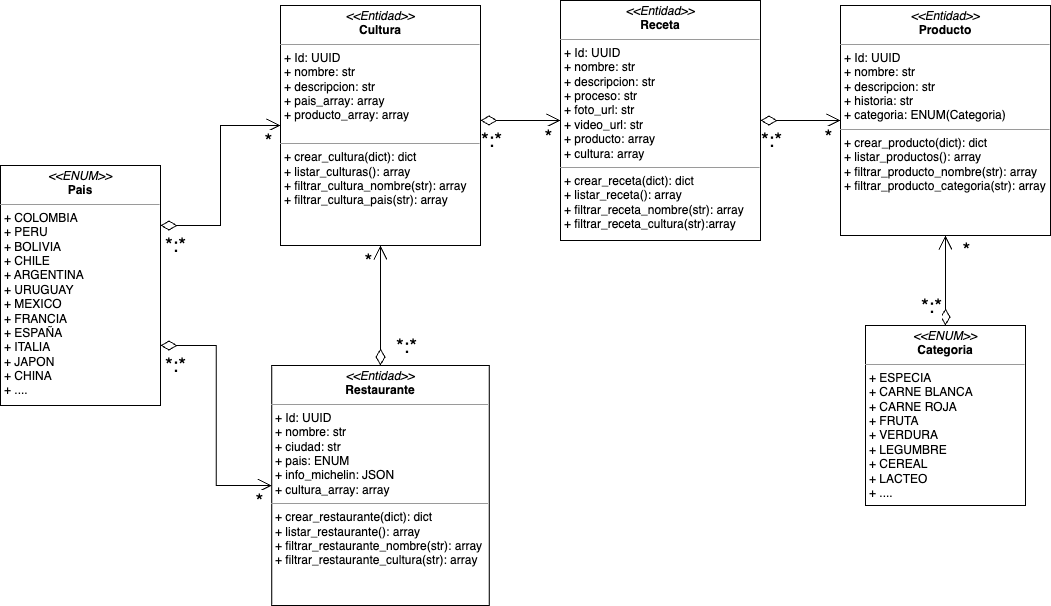 <<Entidad>>
Cultura
+ Id: UUID
+ nombre: str
+ descripcion: str
+ pais_array: array
+ producto_array: array
+ crear_cultura(dict): dict
+ listar_culturas(): array
+ filtrar_cultura_nombre(str): array
+ filtrar_cultura_pais(str): array
<<Entidad>>
Receta
+ Id: UUID
+ nombre: str
+ descripcion: str
+ proceso: str
+ foto_url: str
+ video_url: str
+ producto: array
+ cultura: array
+ crear_receta(dict): dict
+ listar_receta(): array
+ filtrar_receta_nombre(str): array
+ filtrar_receta_cultura(str):array
<<Entidad>>
Producto
+ Id: UUID
+ nombre: str
+ descripcion: str
+ historia: str
+ categoria: ENUM(Categoria)
+ crear_producto(dict): dict
+ listar_productos(): array
+ filtrar_producto_nombre(str): array
+ filtrar_producto_categoria(str): array
*
*:*
*
*:*
*
<<ENUM>>
Pais
+ COLOMBIA
+ PERU
+ BOLIVIA
+ CHILE
+ ARGENTINA
+ URUGUAY
+ MEXICO
+ FRANCIA
+ ESPAÑA
+ ITALIA
+ JAPON
+ CHINA
+ ....
*:*
*:*
*
*:*
*
<<Entidad>>
Restaurante
+ Id: UUID
+ nombre: str
+ ciudad: str
+ pais: ENUM
+ info_michelin: JSON
+ cultura_array: array
+ crear_restaurante(dict): dict
+ listar_restaurante(): array
+ filtrar_restaurante_nombre(str): array
+ filtrar_restaurante_cultura(str): array
*
*:*
<<ENUM>>
Categoria
+ ESPECIA
+ CARNE BLANCA
+ CARNE ROJA
+ FRUTA
+ VERDURA
+ LEGUMBRE
+ CEREAL
+ LACTEO
+ ....